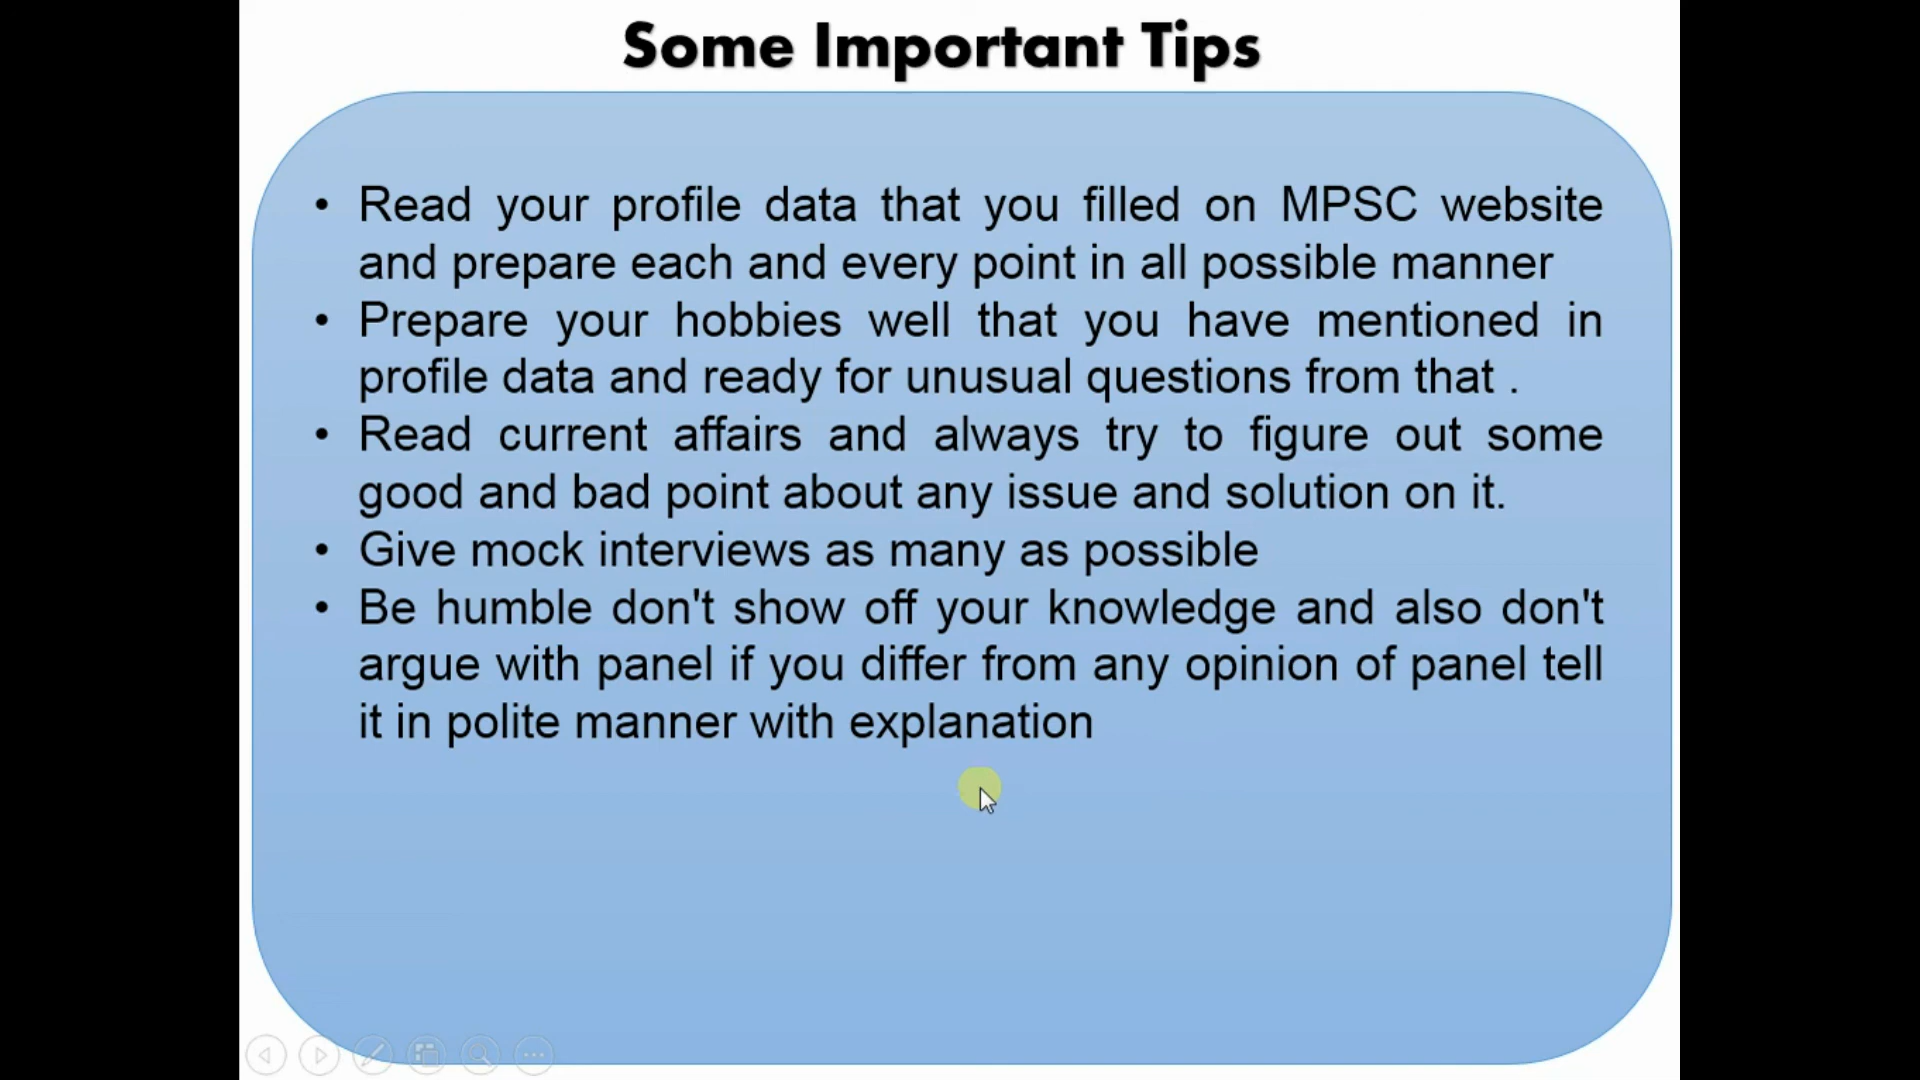 Some Important Tips
• Read your profile data that you filled on MPSC website
and prepare each and every point in all possible manner
• Prepare your hobbies well that you have mentioned in
profile data and ready for unusual questions from that .
• Read current affairs and always try to figure out some
good and bad point about any issue and solution on it.
• Give mock interviews as many as possible
• Be humble don't show off your knowledge and also don't
argue with panel if you differ from any opinion of panel tell
it in polite manner with explanation